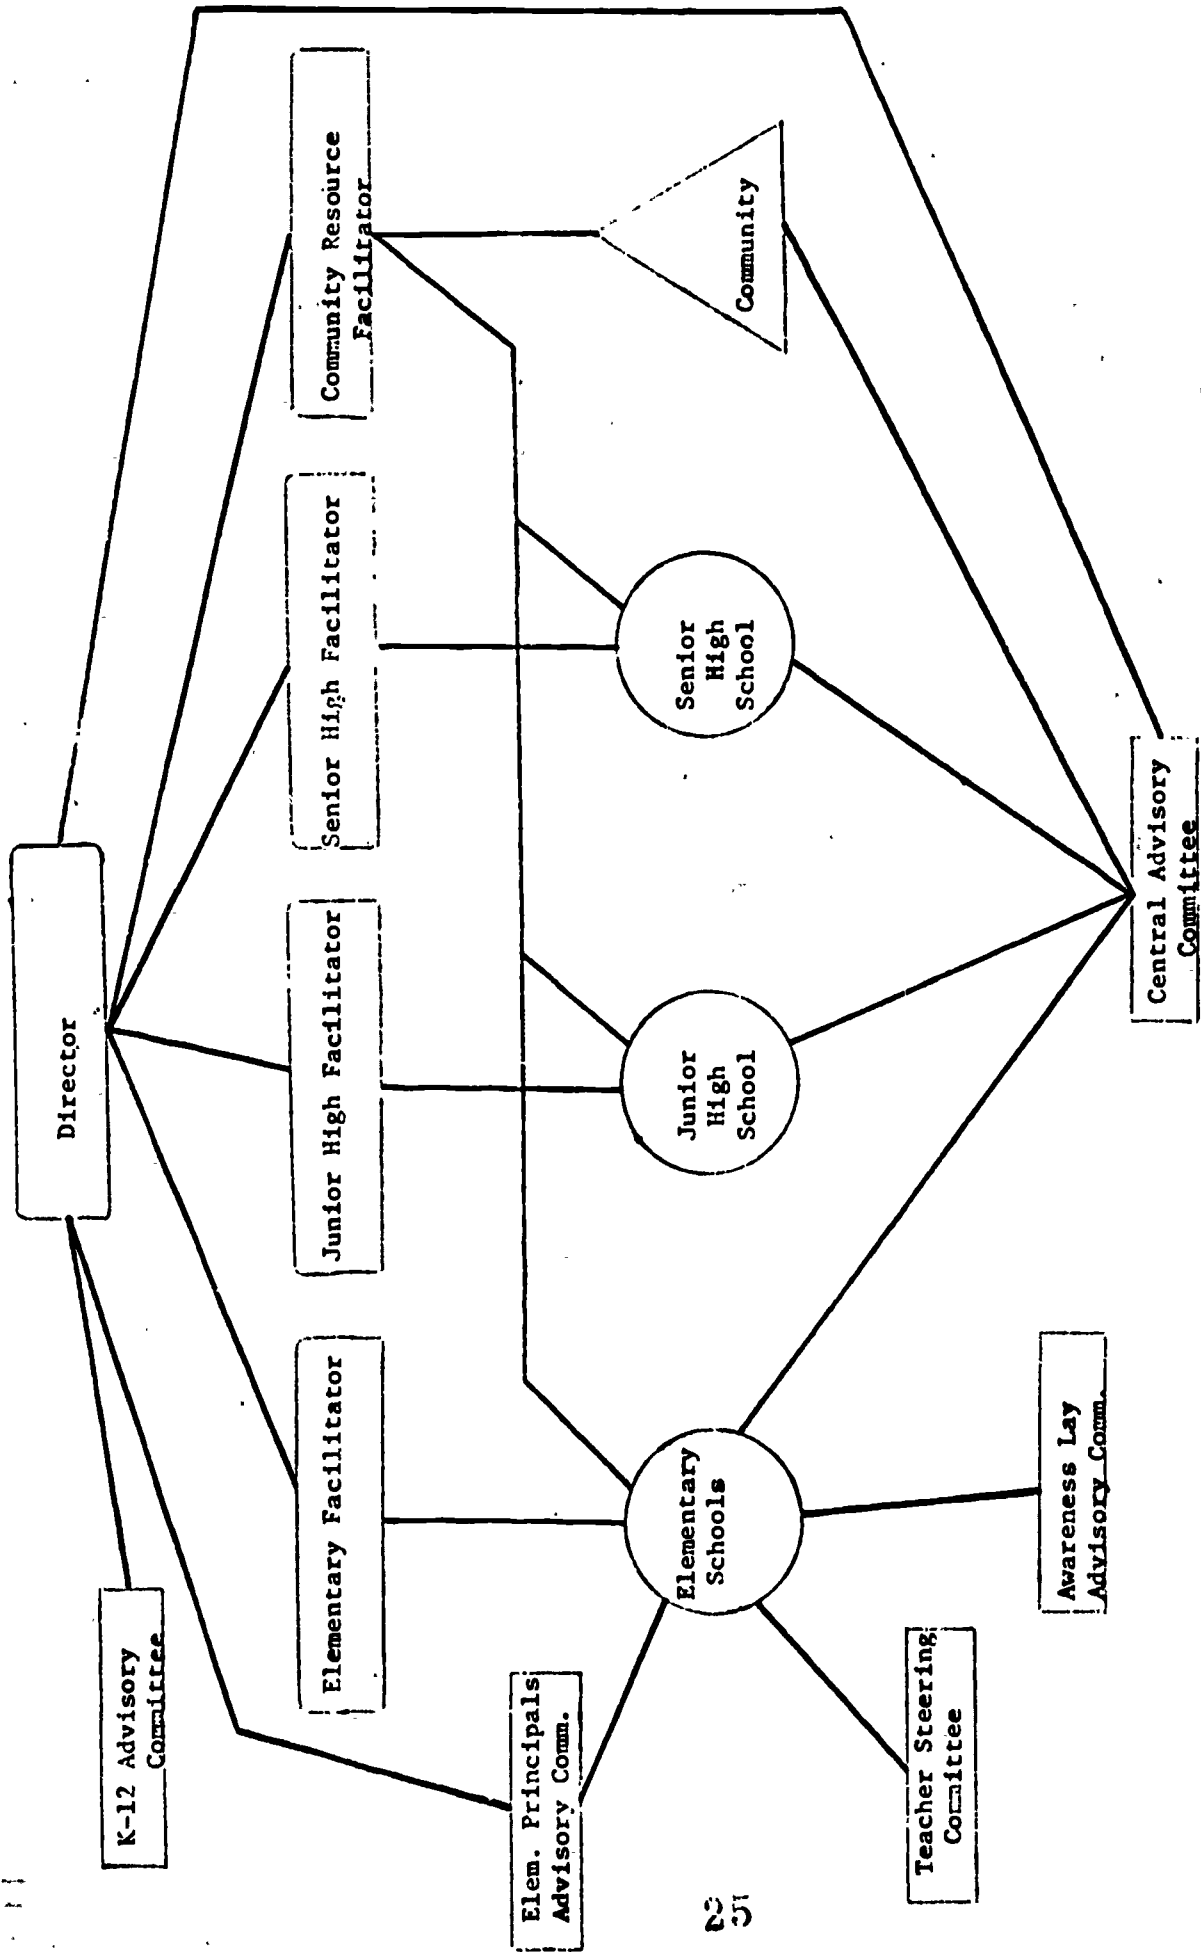 Director
K-12 Advisory
Committee
Elementary Facilitator
Junior High Facilitator
Senior High Facilitator
Community Resource
Facilitator
Elem. Principals
Advisory Comm.
Elementary
Schools
Junior
High
School
Senior
High
School
Community
Teacher Steering
Committee
Awareness Lay
Advisory Comm.
Central Advisory
Committee
25